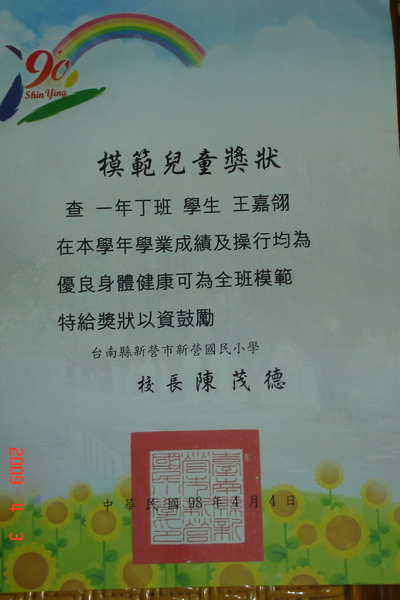 90
Shin Ying
模範兒童獎狀
查 一年丁班 學生 王嘉翎
在本學年學業成績及操行均為
優良身體健康可為全班模範
特給獎狀以資鼓勵
台南縣新營市新營國民小學
校長陳茂德
中華民國98年4月4日
2009 4 3